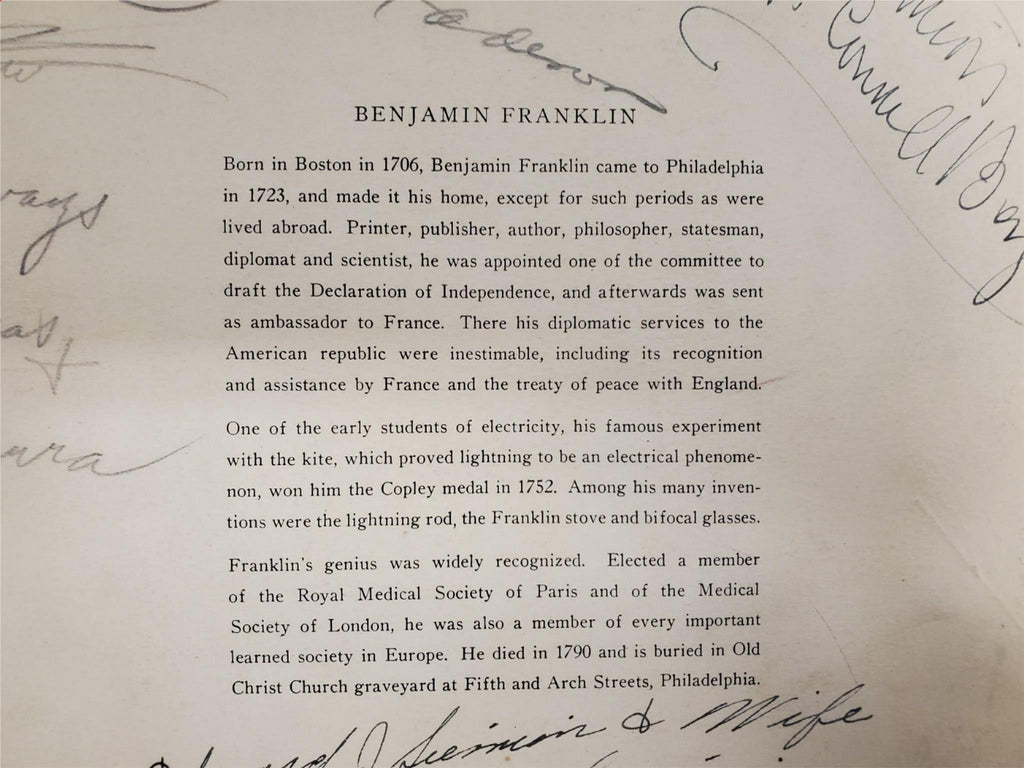 BENJAMIN FRANKLIN
Born in Boston in 1706, Benjamin Franklin came to Philadelphia
in 1723, and made it his home, except for such periods as were
lived abroad. Printer, publisher, author, philosopher, statesman,
diplomat and scientist, he was appointed one of the committee to
draft the Declaration of Independence, and afterwards was sent
as ambassador to France. There his diplomatic services to the
American republic were inestimable, including its recognition
and assistance by France and the treaty of peace with England.
One of the early students of electricity, his famous experiment
with the kite, which proved lightning to be an electrical phenome-
non, won him the Copley medal in 1752. Among his many inven-
tions were the lightning rod, the Franklin stove and bifocal glasses.
Franklin's genius was widely recognized. Elected a member
of the Royal Medical Society of Paris and of the Medical
Society of London, he was also a member of every important
learned society in Europe. He died in 1790 and is buried in Old
Christ Church graveyard at Fifth and Arch Streets, Philadelphia.
& Wife